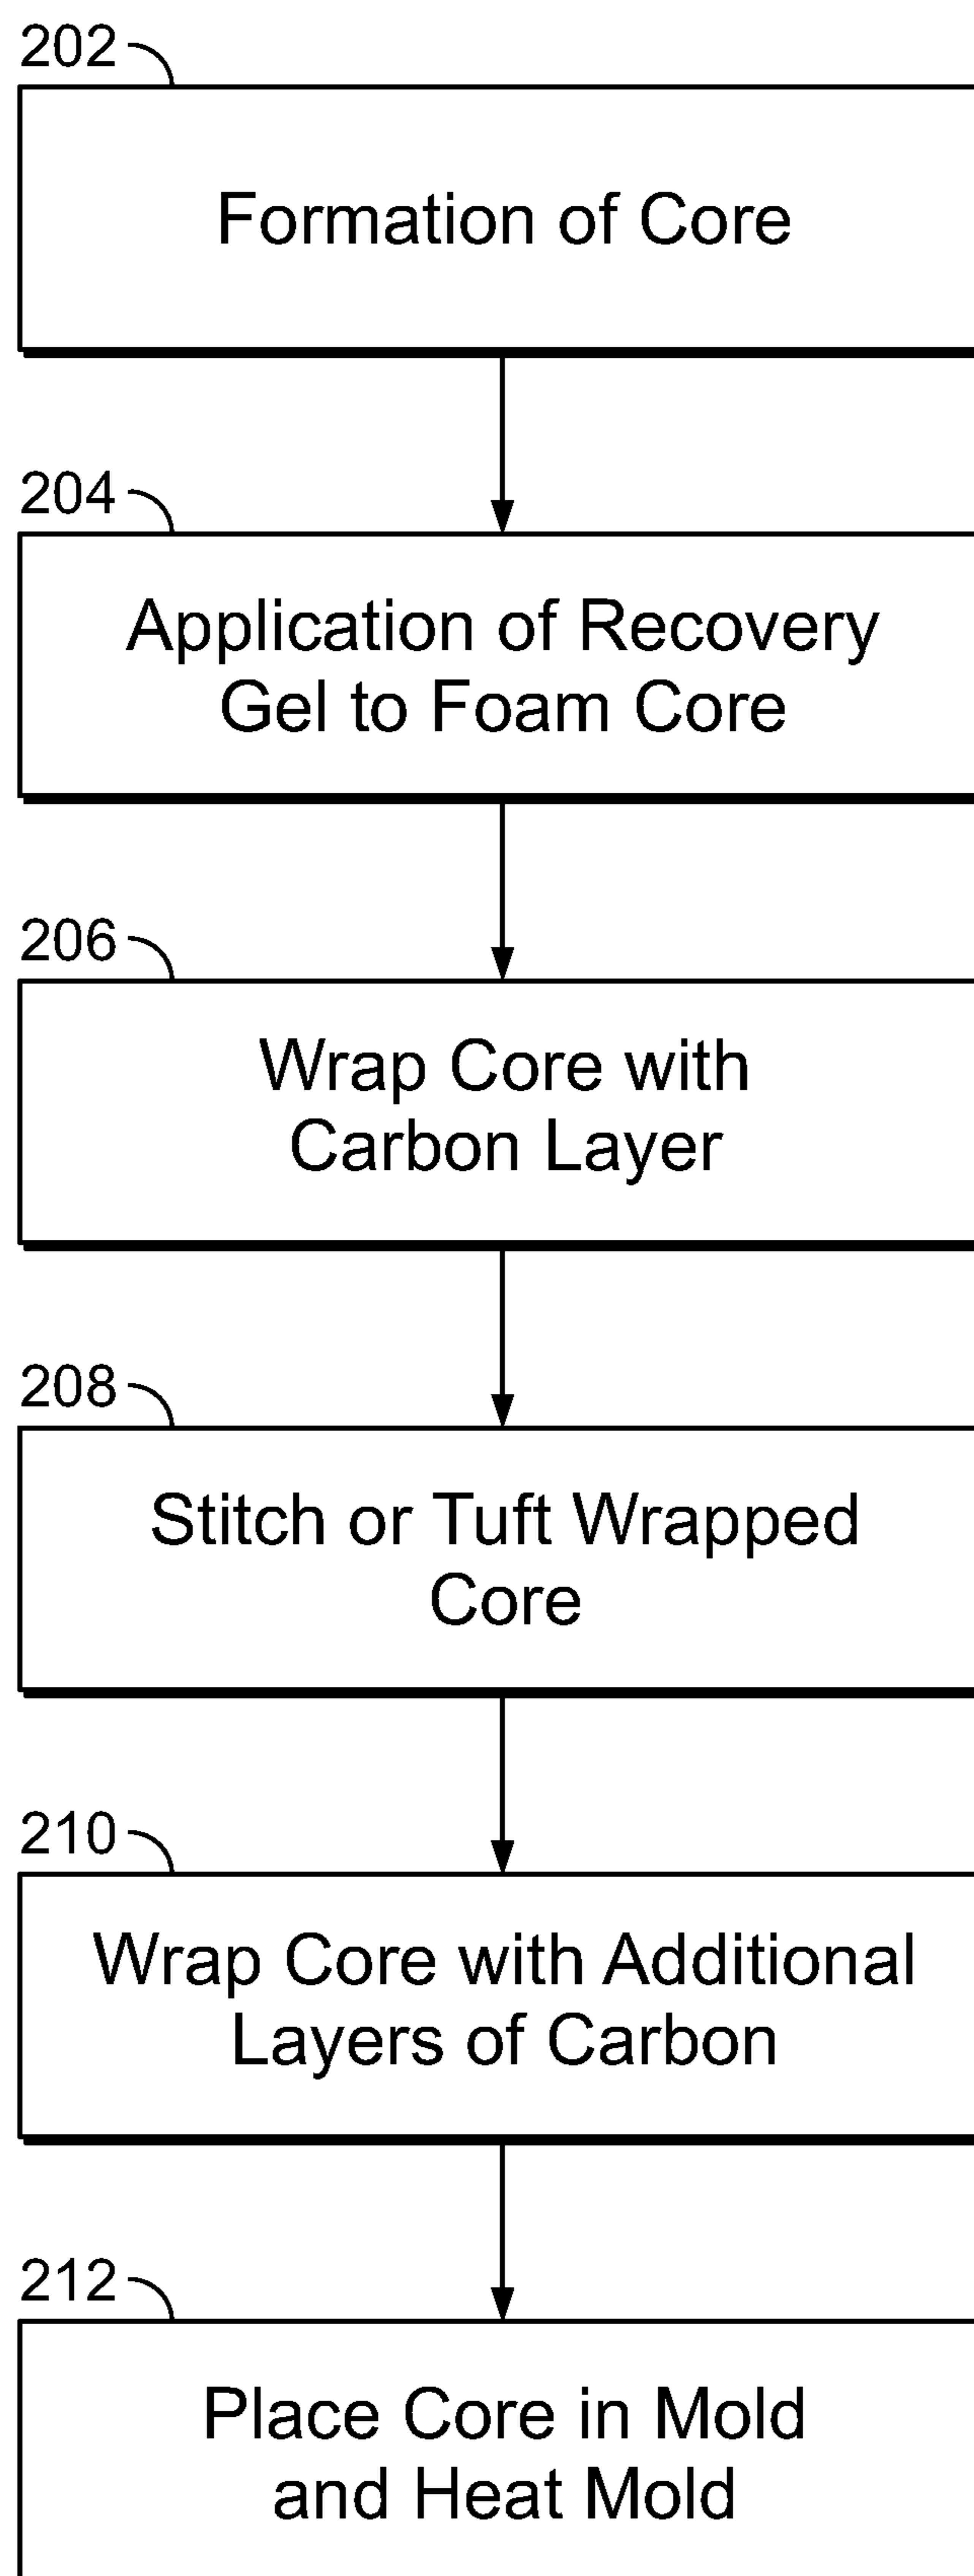 202
Formation of Core
204
Application of Recovery
Gel to Foam Core
206
Wrap Core with
Carbon Layer
208
Stitch or Tuft Wrapped
Core
210
Wrap Core with Additional
Layers of Carbon
212
Place Core in Mold
and Heat Mold